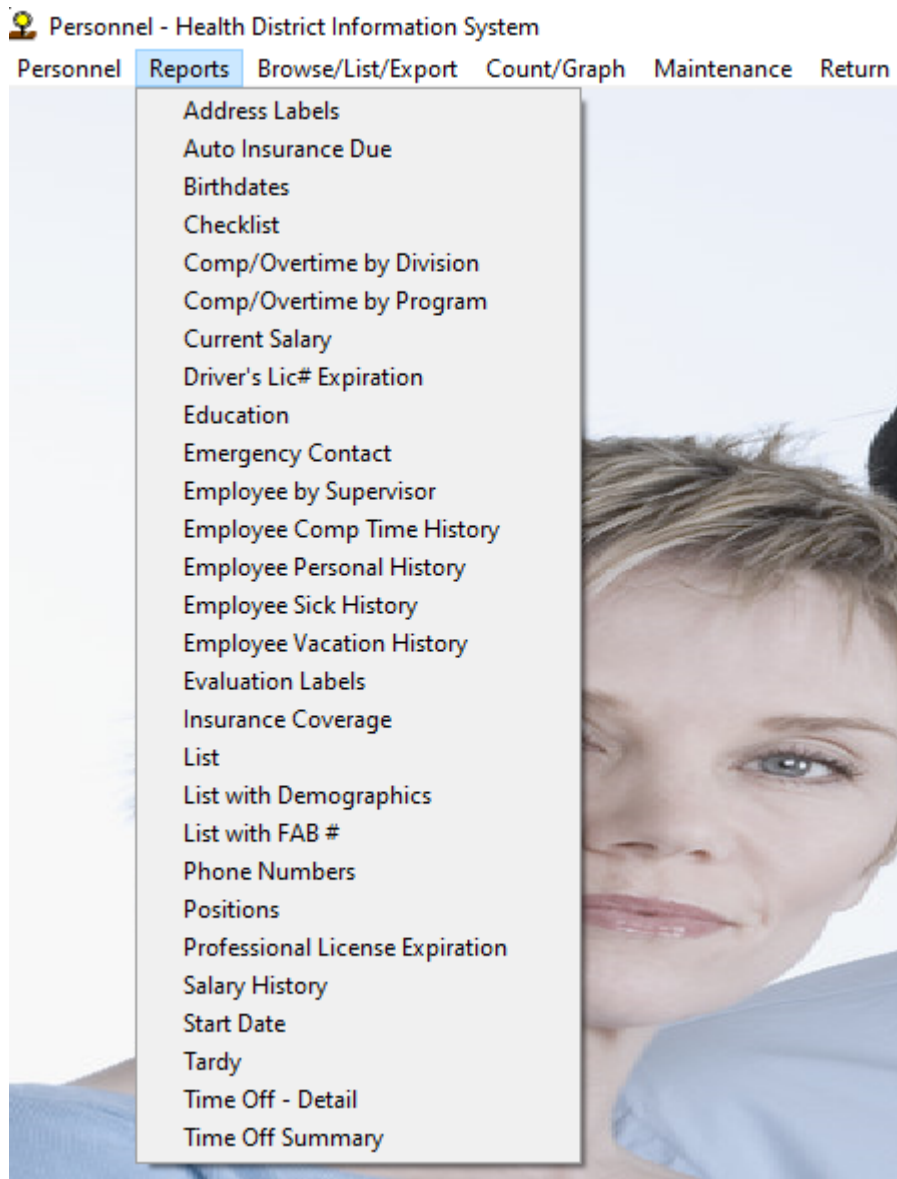 Personnel - Health District Information System
Personnel Reports Browse/List/Export Count/Graph Maintenance Return
Address Labels
Auto Insurance Due
Birthdates
Checklist
Comp/Overtime by Division
Comp/Overtime by Program
Current Salary
Driver's Lic# Expiration
Education
Emergency Contact
Employee by Supervisor
Employee Comp Time History
Employee Personal History
Employee Sick History
Employee Vacation History
Evaluation Labels
Insurance Coverage
List
List with Demographics
List with FAB #
Phone Numbers
Positions
Professional License Expiration
Salary History
Start Date
Tardy
Time Off - Detail
Time Off Summary